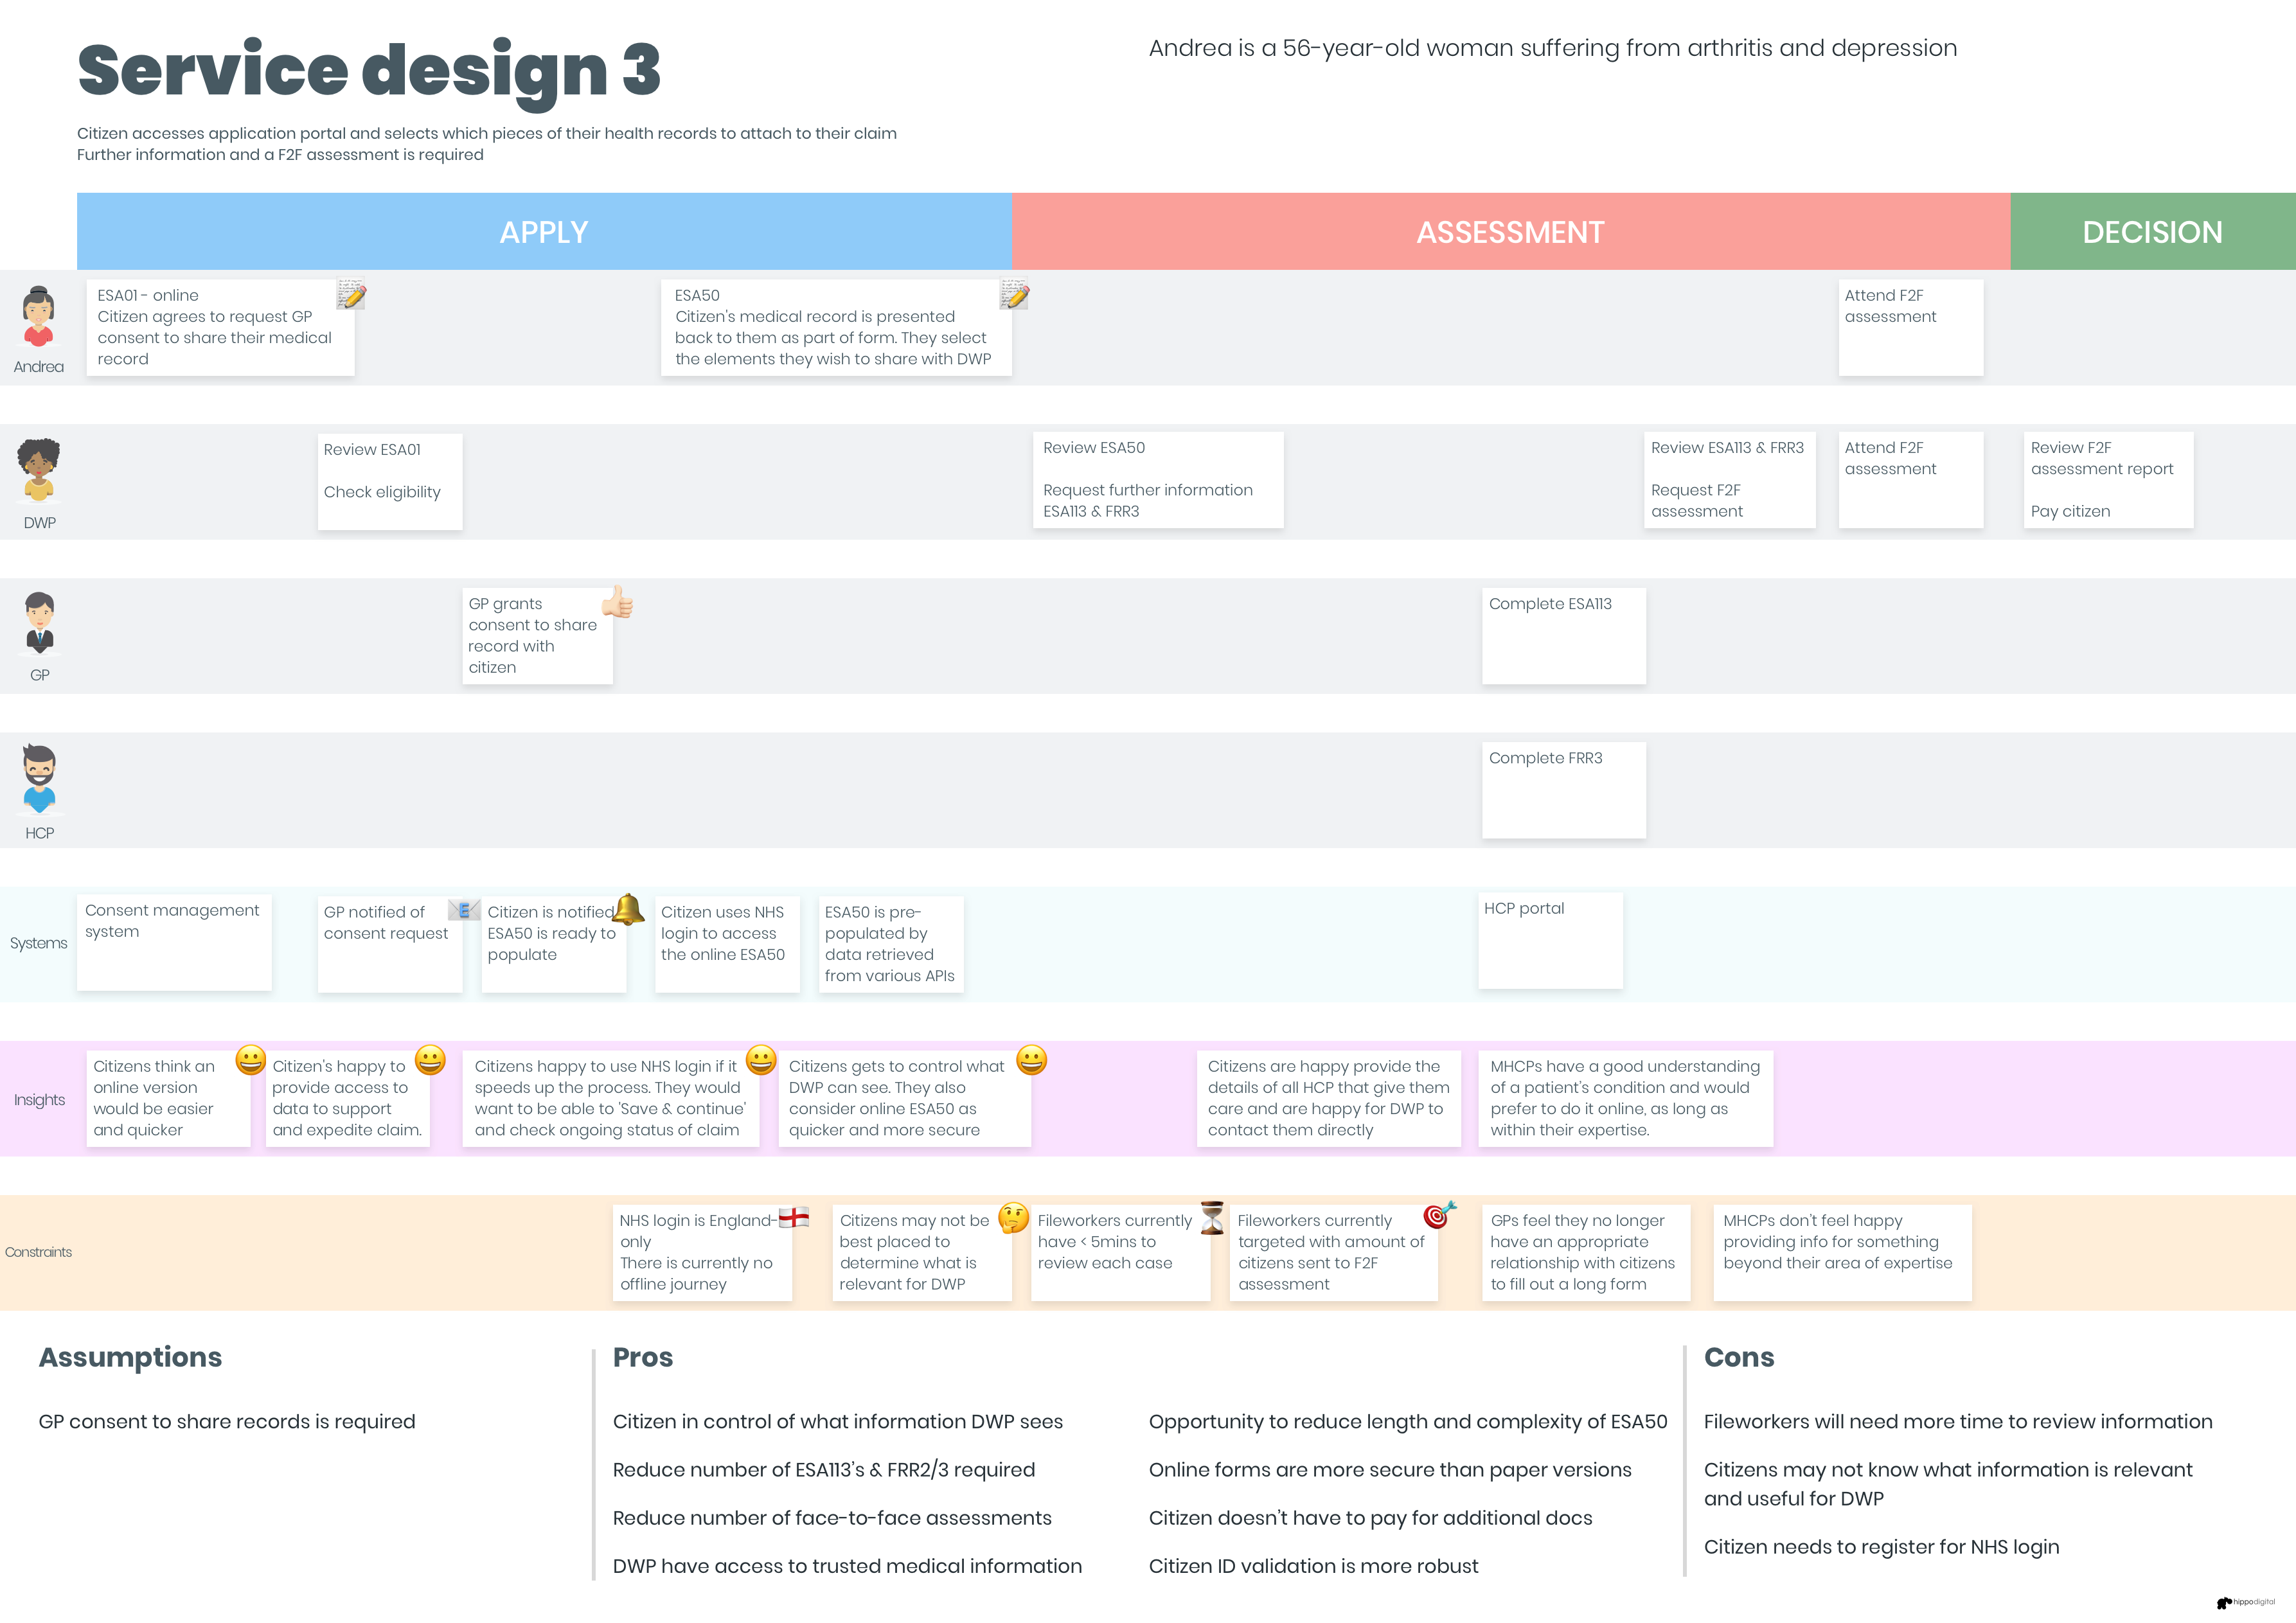 Service design 3
Andrea is a 56-year-old woman suffering from arthritis and depression
Citizen accesses application portal and selects which pieces of their health records to attach to their claim
Further information and a F2F assessment is required
APPLY
ASSESSMENT
DECISION
Andrea
ESA01 - online
Citizen agrees to request GP
consent to share their medical
record
ESA50
Citizen's medical record is presented
back to them as part of form. They select
the elements they wish to share with DWP
Attend F2F
assessment
DWP
Review ESA01
Check eligibility
Review ESA50
Request further information
ESA113 & FRR3
Review ESA113 & FRR3
Request F2F
assessment
Attend F2F
assessment
Review F2F
assessment report
Pay citizen
GP
GP grants
consent to share
record with
citizen
Complete ESA113
HCP
Complete FRR3
Systems
Consent management
system
GP notified of
consent request
Citizen is notified
ESA50 is ready to
populate
Citizen uses NHS
login to access
the online ESA50
ESA50 is pre-
populated by
data retrieved
from various APIs
HCP portal
Insights
Citizens think an
online version
would be easier
and quicker
Citizen's happy to
provide access to
data to support
and expedite claim.
Citizens happy to use NHS login if it
speeds up the process. They would
want to be able to 'Save & continue'
and check ongoing status of claim
Citizens gets to control what
DWP can see. They also
consider online ESA50 as
quicker and more secure
Citizens are happy provide the
details of all HCP that give them
care and are happy for DWP to
contact them directly
MHCPs have a good understanding
of a patient's condition and would
prefer to do it online, as long as
within their expertise.
Constraints
NHS login is England-
only
There is currently no
offline journey
Citizens may not be
best placed to
determine what is
relevant for DWP
Fileworkers currently
have < 5mins to
review each case
Fileworkers currently
targeted with amount of
citizens sent to F2F
assessment
GPs feel they no longer
have an appropriate
relationship with citizens
to fill out a long form
MHCPs don't feel happy
providing info for something
beyond their area of expertise
Assumptions
GP consent to share records is required
Pros
Citizen in control of what information DWP sees
Reduce number of ESA113's & FRR2/3 required
Reduce number of face-to-face assessments
DWP have access to trusted medical information
Opportunity to reduce length and complexity of ESA50
Online forms are more secure than paper versions
Citizen doesn't have to pay for additional docs
Citizen ID validation is more robust
Cons
Fileworkers will need more time to review information
Citizens may not know what information is relevant
and useful for DWP
Citizen needs to register for NHS login
hippodigital